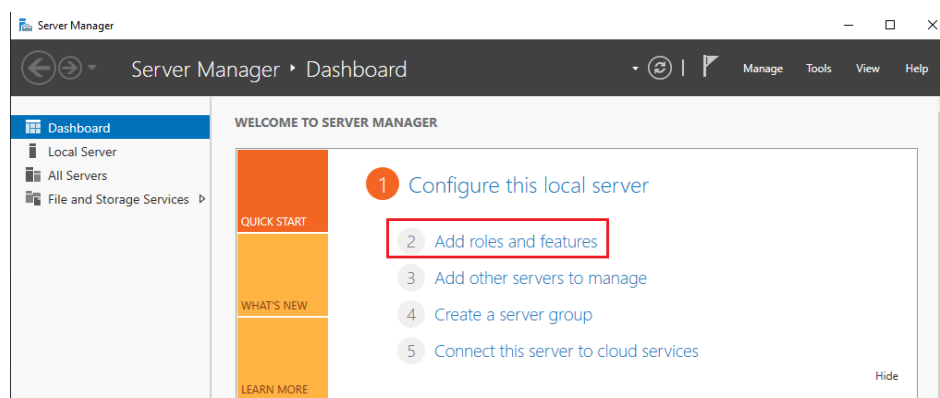 Server Manager
Server Manager ‣ Dashboard
Manage Tools View Help
Dashboard
Local Server
All Servers
File and Storage Services
WELCOME TO SERVER MANAGER
QUICK START
WHAT'S NEW
LEARN MORE
1 Configure this local server
2 Add roles and features
3 Add other servers to manage
4 Create a server group
5 Connect this server to cloud services
Hide